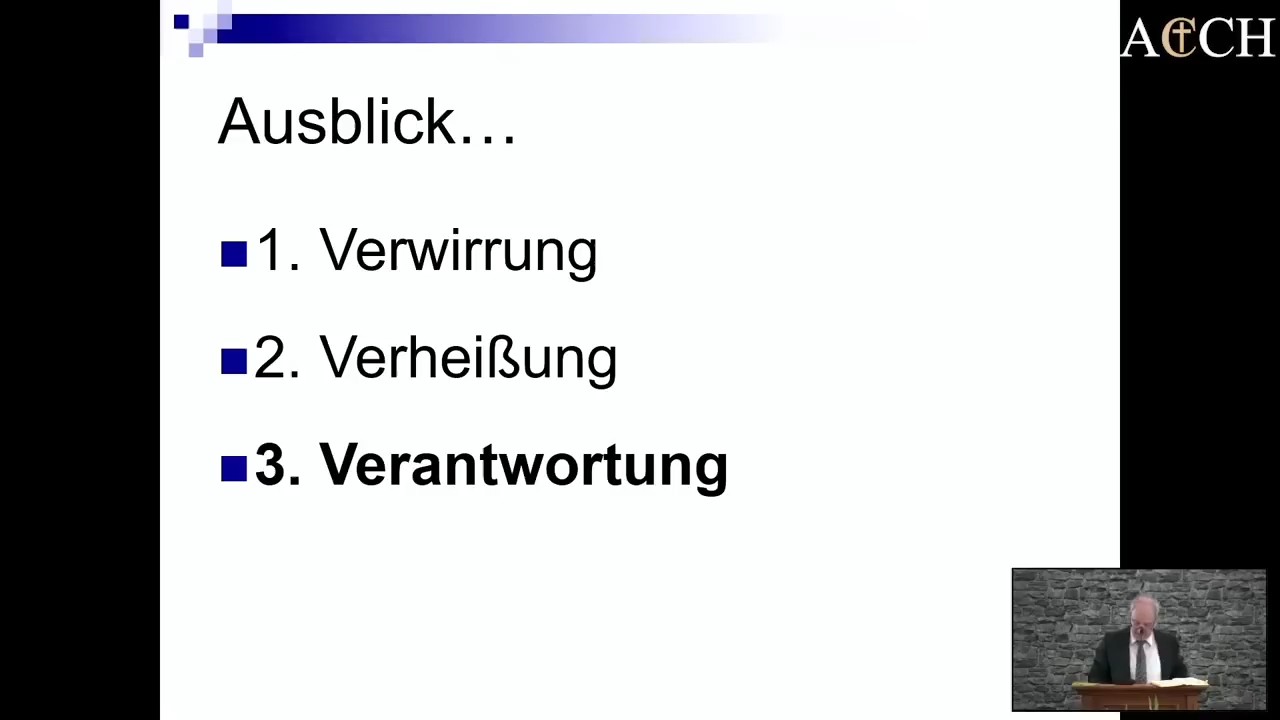 ACCH
Ausblick…
1. Verwirrung
2. Verheißung
3. Verantwortung